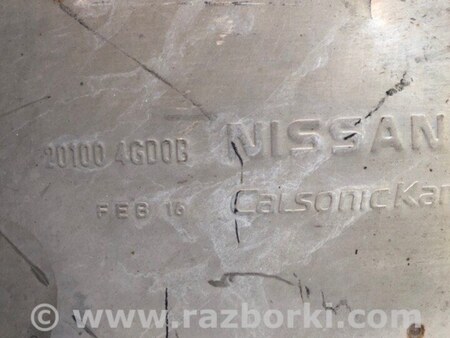 20100 4GD0B NISSAN
FEB 16 CalsonicKan
© www.razborki.com